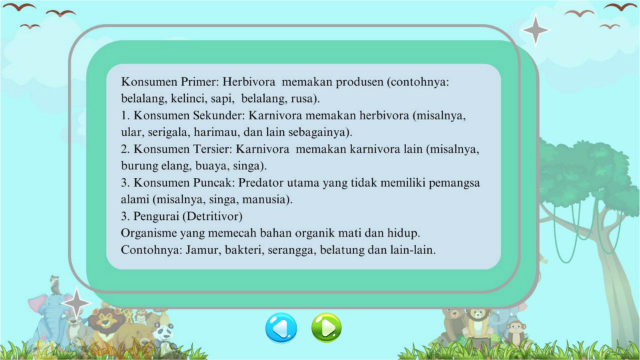 Konsumen Primer: Herbivora memakan produsen (contohnya:
belalang, kelinci, sapi, belalang, rusa).
1. Konsumen Sekunder: Karnivora memakan herbivora (misalnya,
ular, serigala, harimau, dan lain sebagainya).
2. Konsumen Tersier: Karnivora memakan karnivora lain (misalnya,
burung elang, buaya, singa).
3. Konsumen Puncak: Predator utama yang tidak memiliki pemangsa
alami (misalnya, singa, manusia).
3. Pengurai (Detritivor)
Organisme yang memecah bahan organik mati dan hidup.
Contohnya: Jamur, bakteri, serangga, belatung dan lain-lain.